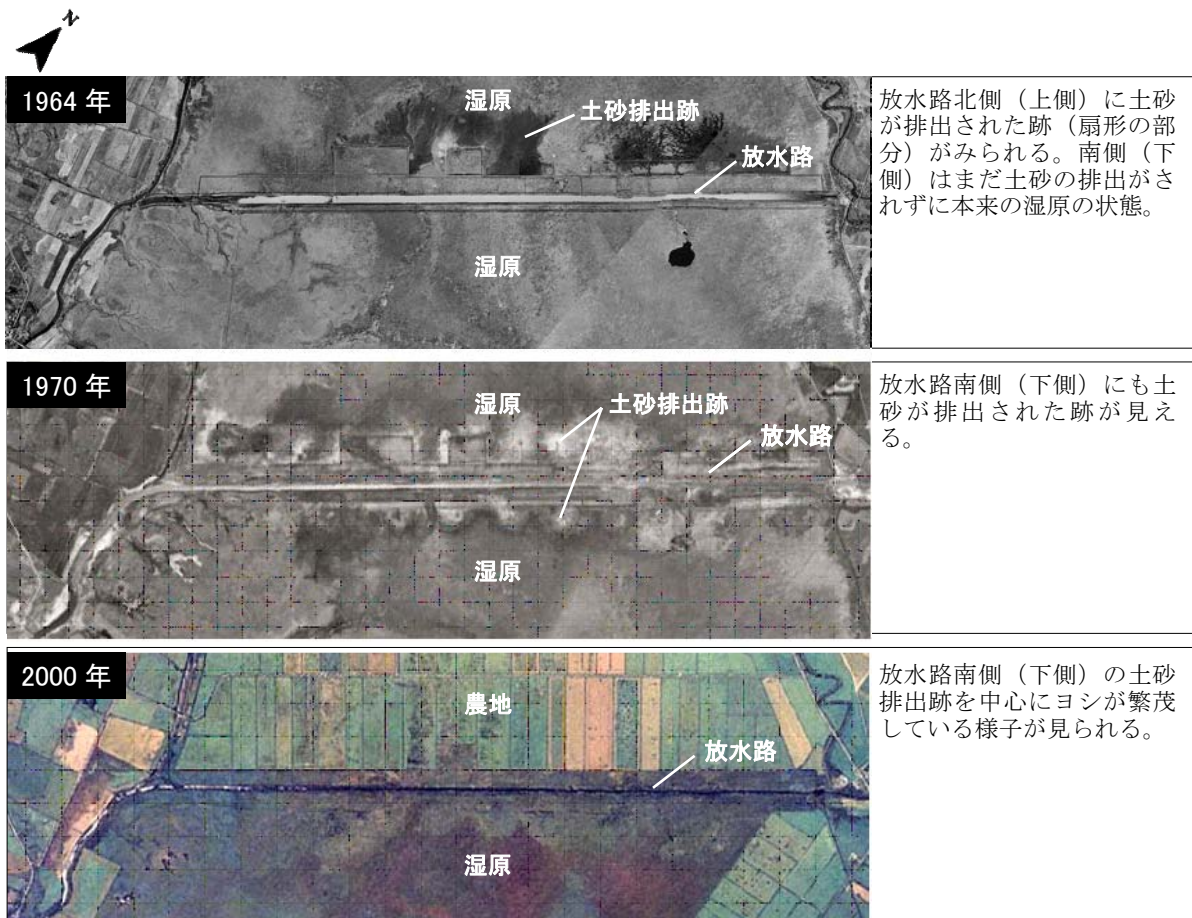 N
1964 年
湿原
土砂排出跡
放水路
湿原
放水路北側（上側）に土砂
が排出された跡（扇形の部
分）がみられる。南側（下
側）はまだ土砂の排出がさ
れずに本来の湿原の状態。
1970 年
湿原
土砂排出跡
放水路
湿原
放水路南側（下側）にも土
砂が排出された跡が見え
る。
2000 年
農地
放水路
湿原
放水路南側（下側）の土砂
排出跡を中心にヨシが繁茂
している様子が見られる。